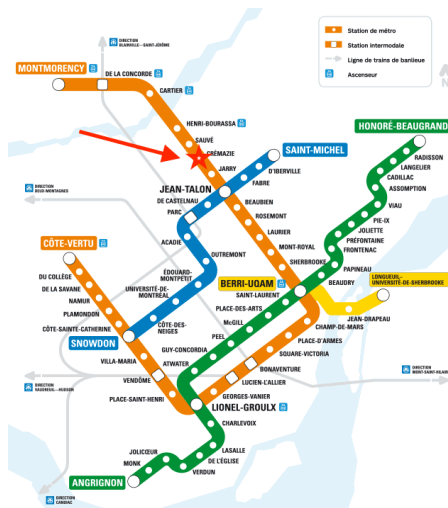 Station de métro
Station intermodale
Ligne de trains de banlieue
Ascenseur
N
DIRECTION
BLAINVILLE—SAINT-JÉRÔME
MONTMORENCY
DE LA CONCORDE
CARTIER
HENRI-BOURASSA
SAUVÉ
CRÉMAZIE
JARRY
JEAN-TALON
SAINT-MICHEL
D'IBERVILLE
FABRE
DE CASTELNAU
PARC
ACADIE
BEAUBIEN
ROSEMONT
LAURIER
MONT-ROYAL
SHERBROOKE
HONORÉ-BEAUGRAND
RADISSON
LANGELIER
CADILLAC
ASSOMPTION
VIAU
PIE-IX
JOLIETTE
PRÉFONTAINE
FRONTENAC
PAPINEAU
BEAUDRY
DIRECTION
DEUX-MONTAGNES
CÔTE-VERTU
DU COLLÈGE
DE LA SAVANE
NAMUR
PLAMONDON
CÔTE-SAINTE-CATHERINE
SNOWDON
VILLA-MARIA
VENDÔME
PLACE-SAINT-HENRI
OUTREMONT
ÉDOUARD-
MONTPETIT
UNIVERSITÉ-DE-
MONTRÉAL
CÔTE-DES-
NEIGES
BERRI-UQAM
SAINT-LAURENT
PLACE-DES-ARTS
McGILL
PEEL
GUY-CONCORDIA
ATWATER
LONGUEUIL–
UNIVERSITÉ-DE-SHERBROOKE
JEAN-DRAPEAU
CHAMP-DE-MARS
PLACE-D'ARMES
SQUARE-VICTORIA
BONAVENTURE
LUCIEN-L'ALLIER
GEORGES-VANIER
LIONEL-GROULX
CHARLEVOIX
LASALLE
DE L'ÉGLISE
VERDUN
JOLICŒUR
MONK
ANGRIGNON
DIRECTION
VAUDREUIL—HUDSON
DIRECTION
MONT-SAINT-HILAIRE
DIRECTION
CANDIAC